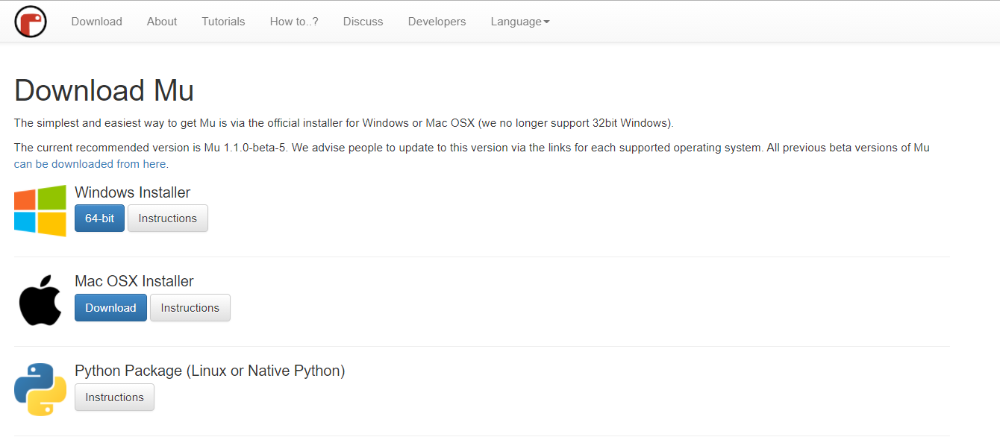 Download About Tutorials How to..? Discuss Developers Language
Download Mu
The simplest and easiest way to get Mu is via the official installer for Windows or Mac OSX (we no longer support 32bit Windows).
The current recommended version is Mu 1.1.0-beta-5. We advise people to update to this version via the links for each supported operating system. All previous beta versions of Mu
can be downloaded from here.
Windows Installer
64-bit Instructions
Mac OSX Installer
Download Instructions
Python Package (Linux or Native Python)
Instructions